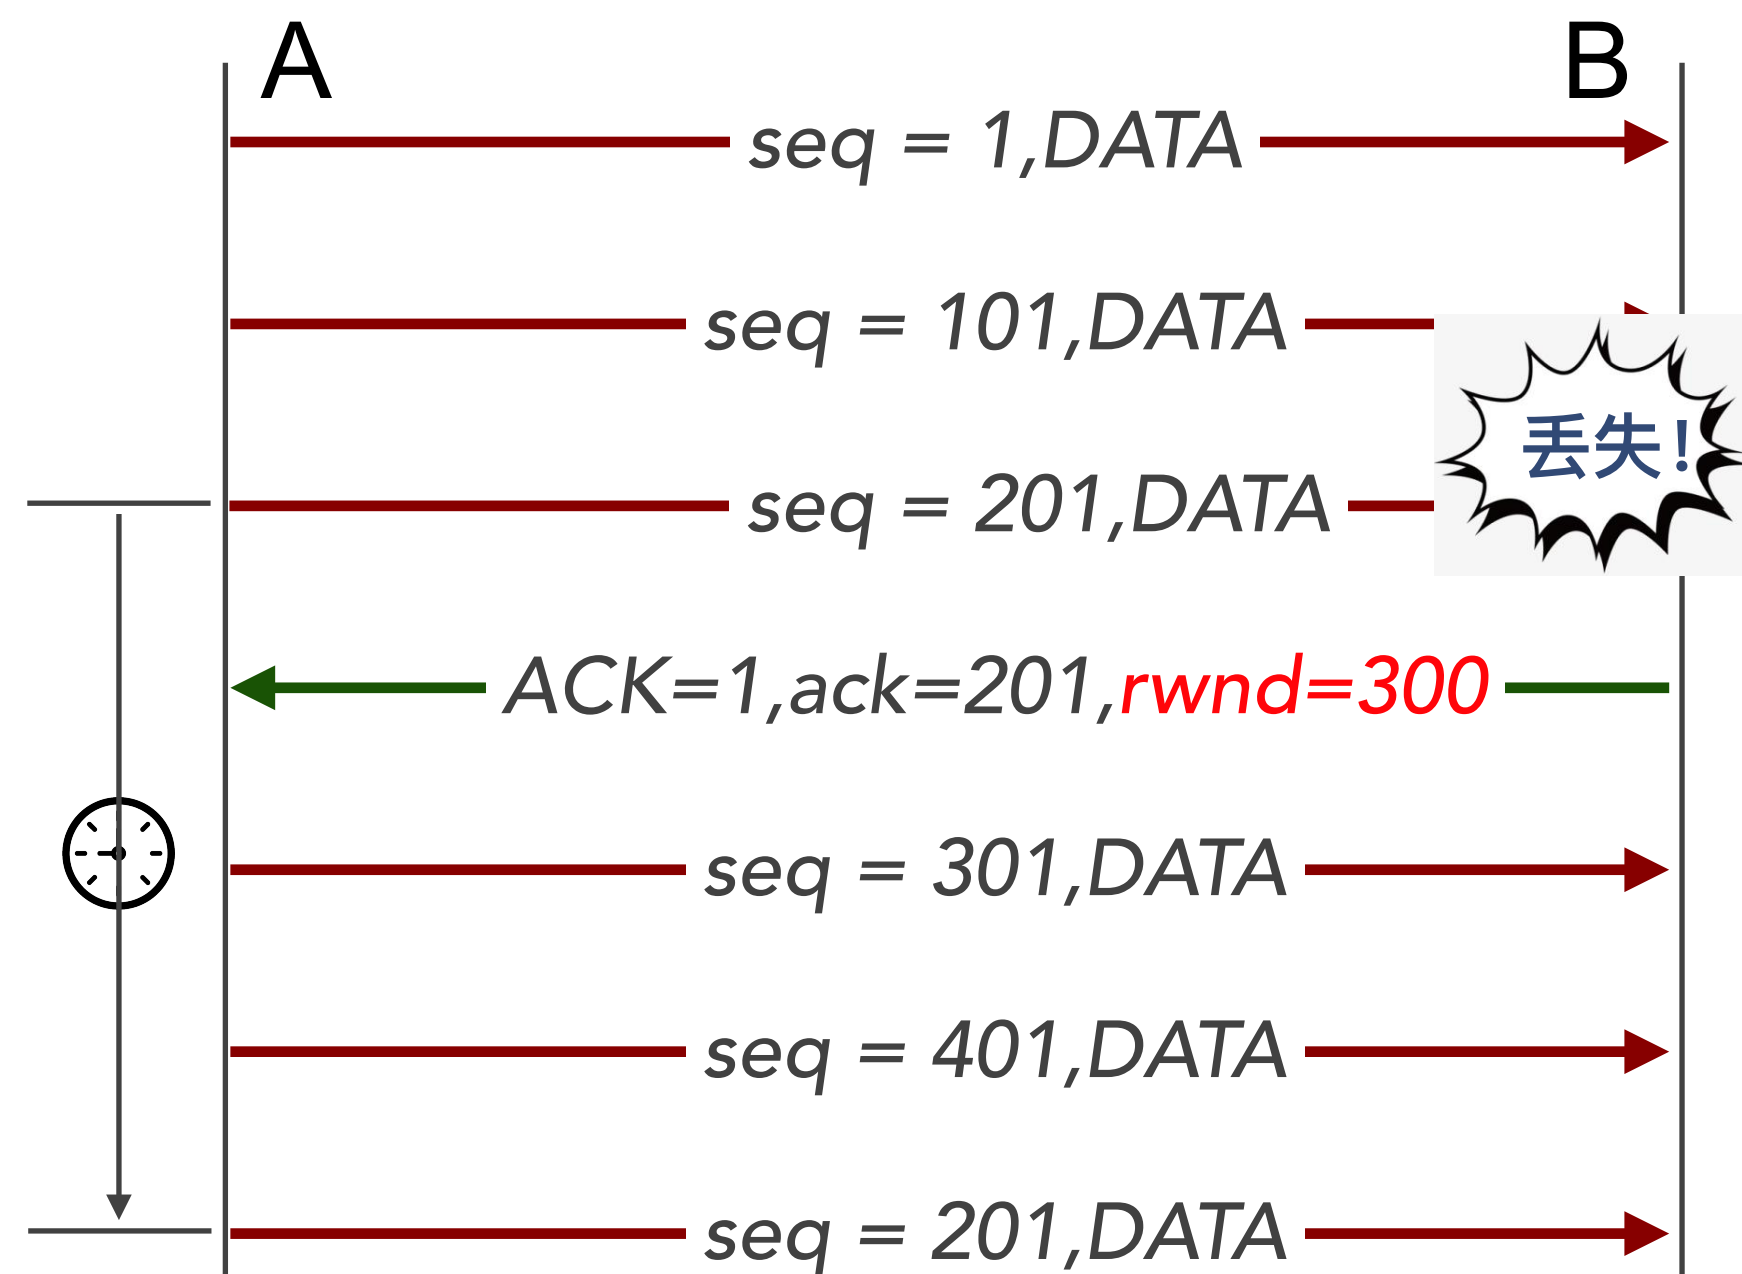 A B
seq = 1,DATA
seq = 101,DATA
丢失!
seq = 201,DATA
ACK=1,ack=201,rwnd=300
seq = 301,DATA
seq = 401,DATA
seq = 201,DATA